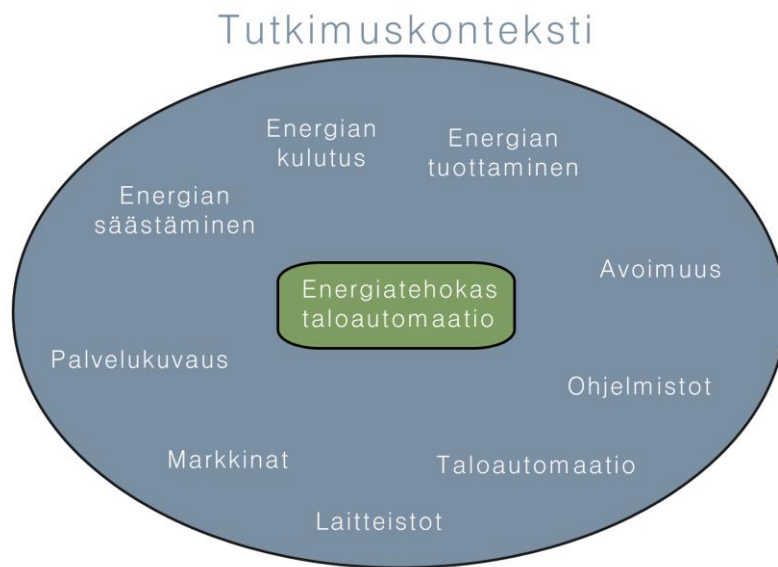 Tutkimuskonteksti
Energian
kulutus
Energian
tuottaminen
Energian
säästäminen
Avoimuus
Energiatehokas
taloautomaatio
Palvelukuvaus
Ohjelmistot
Markkinat
Taloautomaatio
Laitteistot